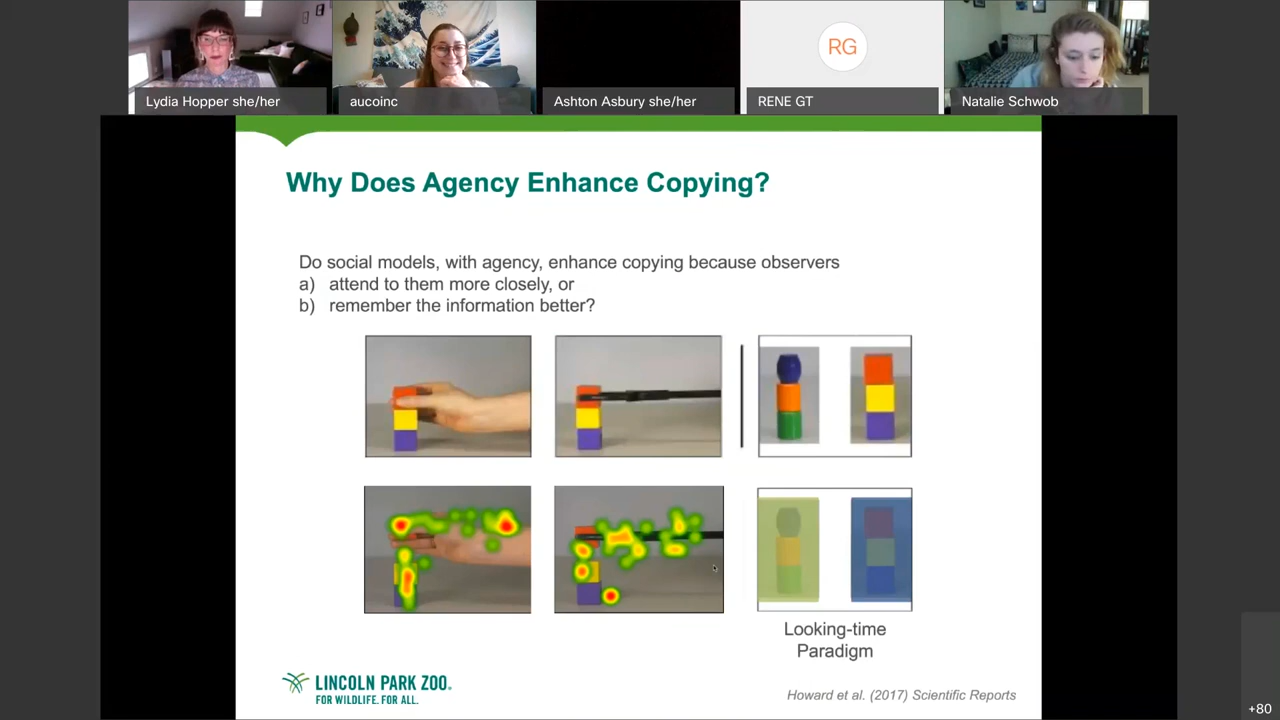 RG
Lydia Hopper she/her
aucoinc
Ashton Asbury she/her
RENE GT
Natalie Schwob
Why Does Agency Enhance Copying?
Do social models, with agency, enhance copying because observers
a) attend to them more closely, or
b) remember the information better?
Looking-time
Paradigm
LINCOLN PARK ZOO.
FOR WILDLIFE. FOR ALL.
Howard et al. (2017) Scientific Reports
+80